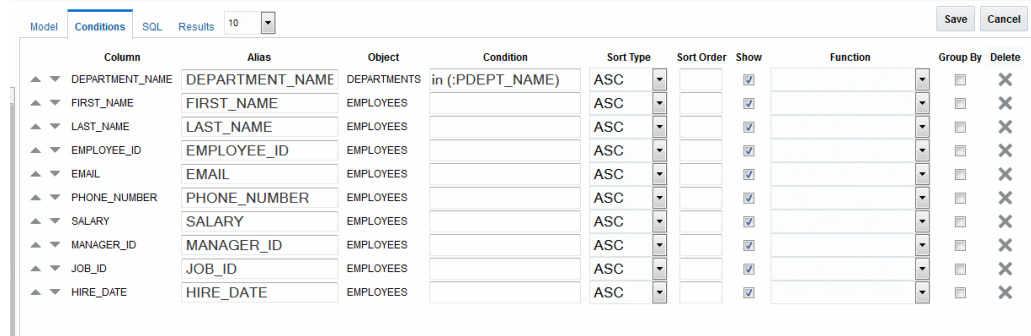 Model Conditions SQL Results 10 Save Cancel
Column Alias Object Condition Sort Type Sort Order Show Function Group By Delete
DEPARTMENT_NAME DEPARTMENT_NAME DEPARTMENTS in (:PDEPT_NAME) ASC
FIRST_NAME FIRST_NAME EMPLOYEES ASC
LAST_NAME LAST_NAME EMPLOYEES ASC
EMPLOYEE_ID EMPLOYEE_ID EMPLOYEES ASC
EMAIL EMAIL EMPLOYEES ASC
PHONE_NUMBER PHONE_NUMBER EMPLOYEES ASC
SALARY SALARY EMPLOYEES ASC
MANAGER_ID MANAGER_ID EMPLOYEES ASC
JOB_ID JOB_ID EMPLOYEES ASC
HIRE_DATE HIRE_DATE EMPLOYEES ASC